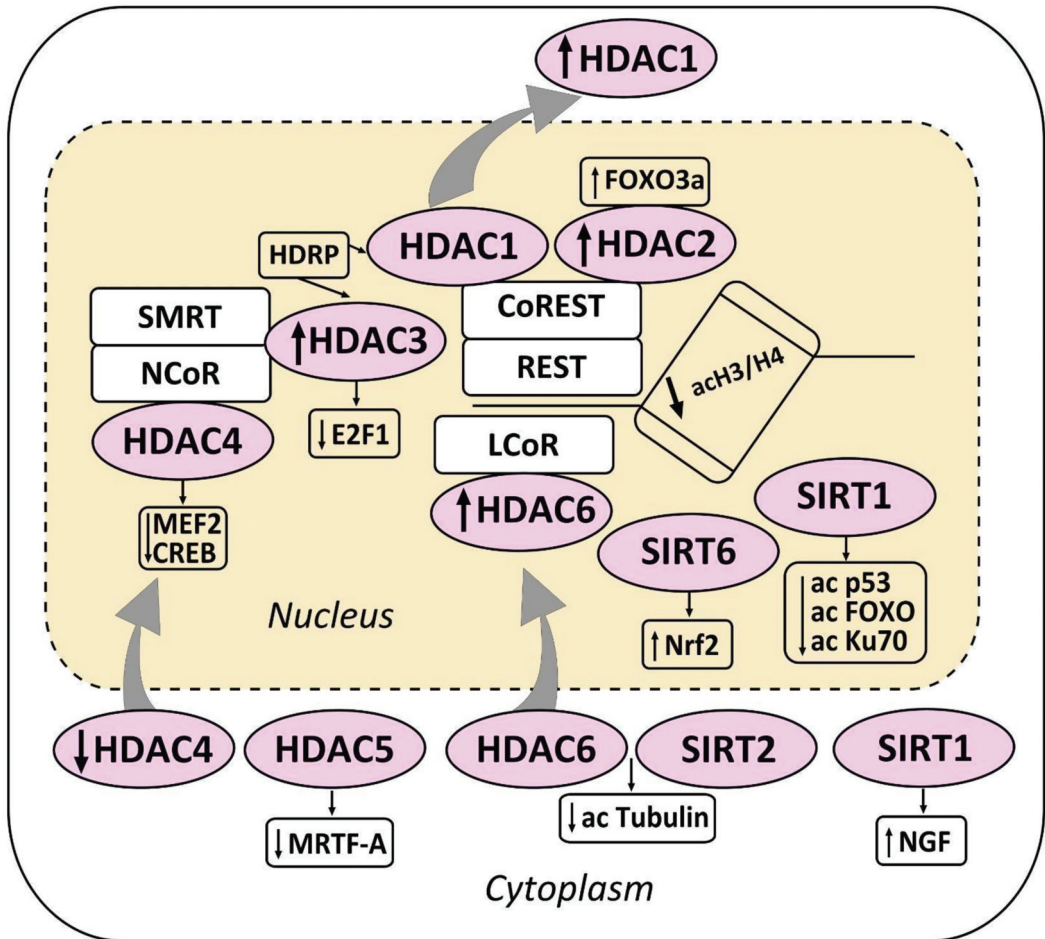 ↑HDAC1
↑FOXO3a
HDAC1
↑HDAC2
HDRP
SMRT
↑HDAC3
CoREST
NCoR
REST
↓acH3/H4
HDAC4
↓E2F1
LCoR
↑HDAC6
SIRT1
↓MEF2
CREB
SIRT6
↓ac p53
ac FOXO
ac Ku70
Nucleus
↑Nrf2
↓HDAC4
HDAC5
HDAC6
SIRT2
SIRT1
↓MRTF-A
↓ac Tubulin
↑NGF
Cytoplasm